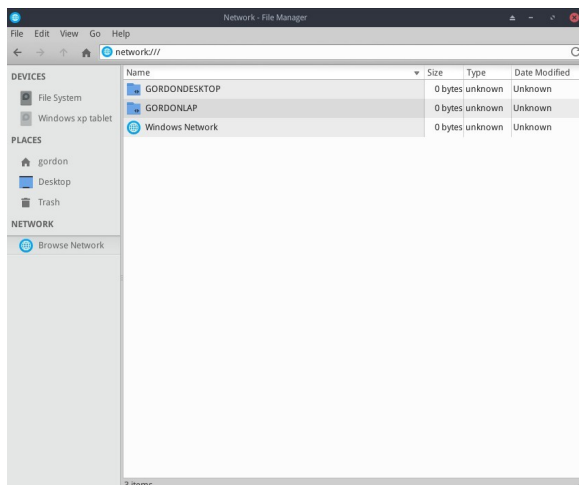 Network - File Manager
File Edit View Go Help
network:///
DEVICES
File System
Windows xp tablet
PLACES
gordon
Desktop
Trash
NETWORK
Browse Network
Name Size Type Date Modified
GORDONDESKTOP 0 bytes unknown Unknown
GORDONLAP 0 bytes unknown Unknown
Windows Network 0 bytes unknown Unknown
3 items